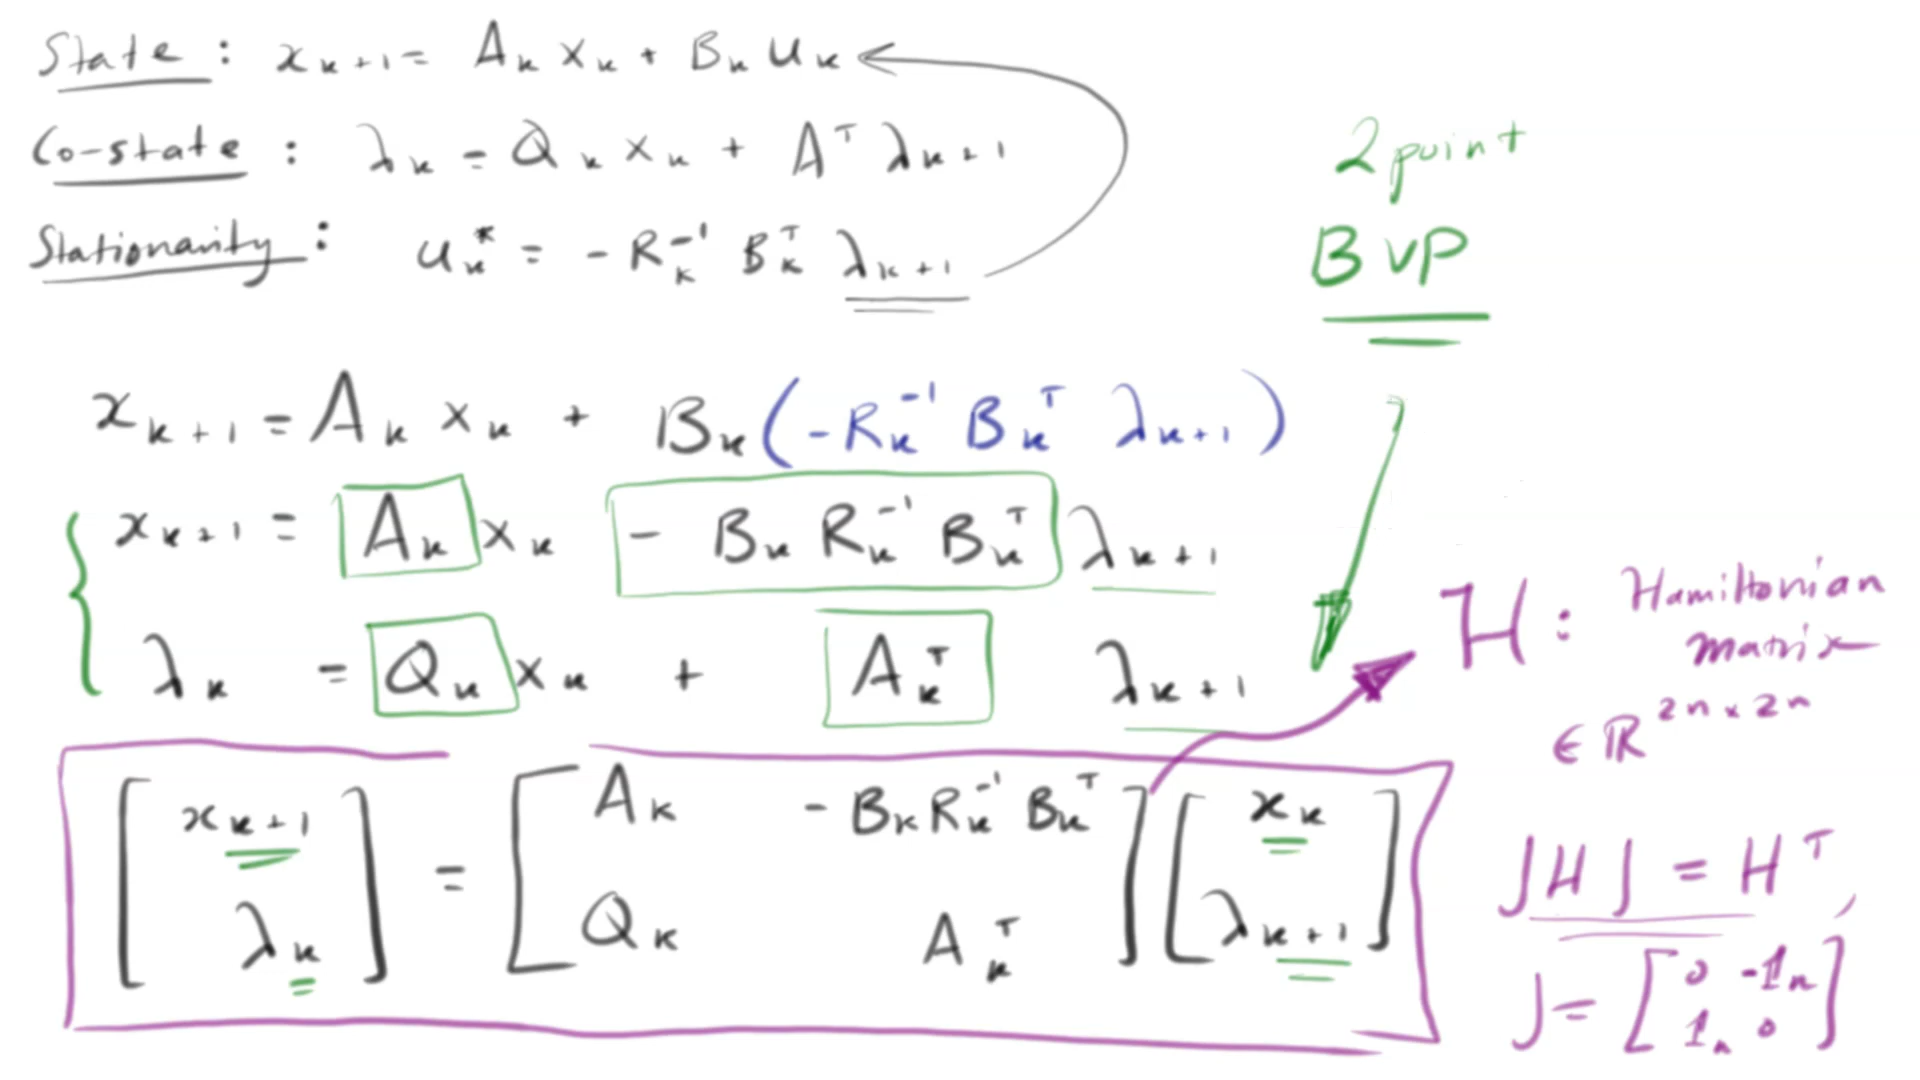 State : x_{k+1} = A_k x_k + B_k u_k
Co-state : λ_k = Q_k x_k + A^T λ_{k+1}
Stationarity : u_k^* = - R_k^{-1} B_k^T λ_{k+1}
2 point
BVP
x_{k+1} = A_k x_k + B_k (- R_k^{-1} B_k^T λ_{k+1})
x_{k+1} = A_k x_k - B_k R_k^{-1} B_k^T λ_{k+1}
λ_k = Q_k x_k + A_k^T λ_{k+1}
H : Hamiltonian
matrix
∈ ℝ^{2n × 2n}
[ x_{k+1} ; λ_k ] = [ A_k  - B_k R_k^{-1} B_k^T ; Q_k  A_k^T ] [ x_k ; λ_{k+1} ]
J H J = H^T ,
J = [ 0  -1_n ; 1_n  0 ]